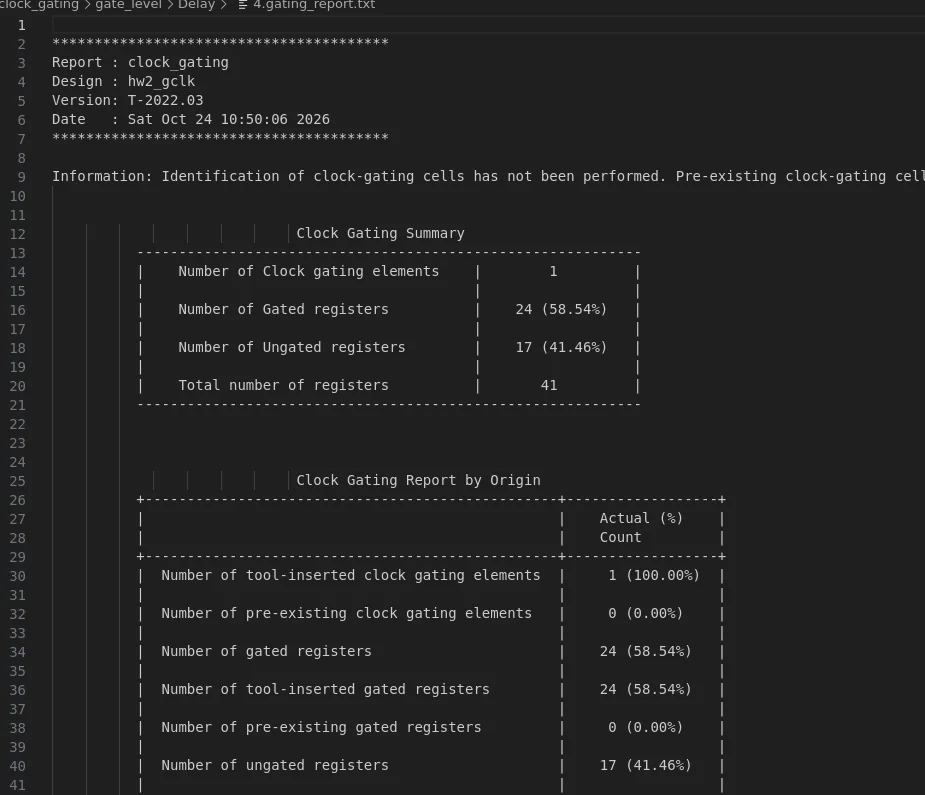 clock_gating > gate_level > Delay > 4.gating_report.txt
1
2 ****************************************
3 Report : clock_gating
4 Design : hw2_gclk
5 Version: T-2022.03
6 Date   : Sat Oct 24 10:50:06 2026
7 ****************************************
8
9 Information: Identification of clock-gating cells has not been performed. Pre-existing clock-gating cell
10
11
12 Clock Gating Summary
13 ------------------------------------------------------------
14 |    Number of Clock gating elements    |        1         |
15 |                                       |                  |
16 |    Number of Gated registers          |    24 (58.54%)   |
17 |                                       |                  |
18 |    Number of Ungated registers        |    17 (41.46%)   |
19 |                                       |                  |
20 |    Total number of registers          |       41         |
21 ------------------------------------------------------------
22
23
24
25 Clock Gating Report by Origin
26 +-------------------------------------------------+------------------+
27 |                                                 |    Actual (%)    |
28 |                                                 |    Count         |
29 +-------------------------------------------------+------------------+
30 |  Number of tool-inserted clock gating elements  |     1 (100.00%)  |
31 |                                                 |                  |
32 |  Number of pre-existing clock gating elements   |     0 (0.00%)    |
33 |                                                 |                  |
34 |  Number of gated registers                      |    24 (58.54%)   |
35 |                                                 |                  |
36 |  Number of tool-inserted gated registers        |    24 (58.54%)   |
37 |                                                 |                  |
38 |  Number of pre-existing gated registers         |     0 (0.00%)    |
39 |                                                 |                  |
40 |  Number of ungated registers                    |    17 (41.46%)   |
41 |                                                 |                  |